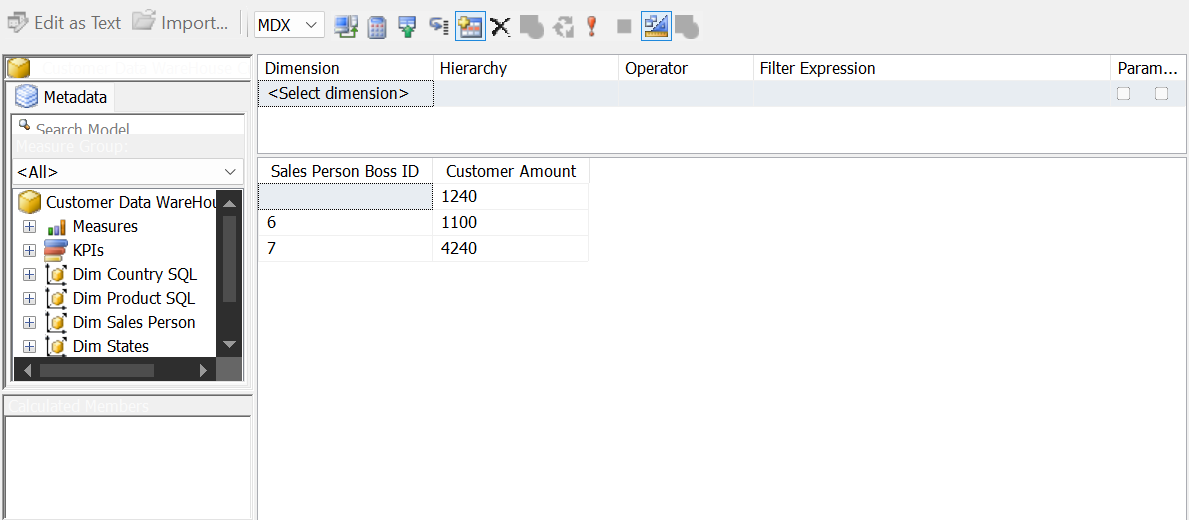 Edit as Text Import... MDX
Metadata
Search Model
Measure Group:
<All>
Customer Data WareHou
Measures
KPIs
Dim Country SQL
Dim Product SQL
Dim Sales Person
Dim States
Calculated Members
Dimension Hierarchy Operator Filter Expression Param...
<Select dimension>
Sales Person Boss ID Customer Amount
1240
6 1100
7 4240